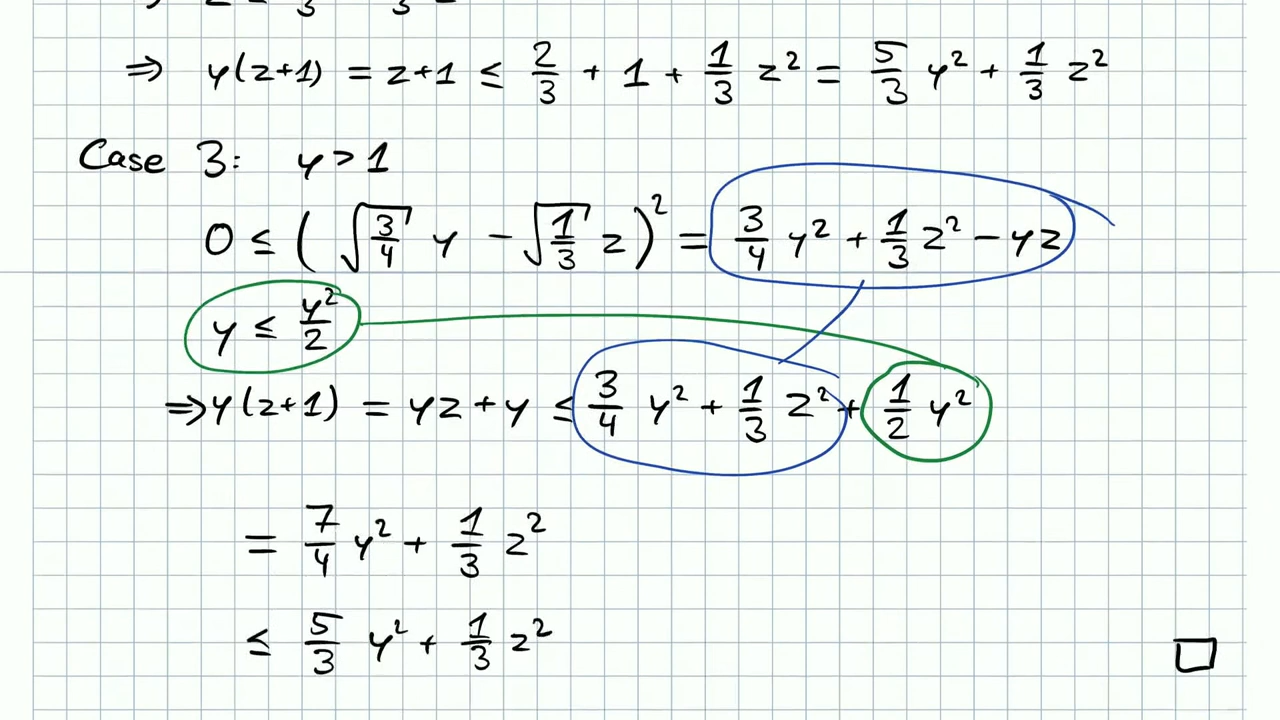 ⇒ y(z+1) = z+1 ≤ 2/3 + 1 + 1/3 z² = 5/3 y² + 1/3 z²
Case 3: y > 1
0 ≤ (√(3/4) y − √(1/3) z)² = 3/4 y² + 1/3 z² − yz
y ≤ y²/2
⇒ y(z+1) = yz + y ≤ 3/4 y² + 1/3 z² + 1/2 y²
= 7/4 y² + 1/3 z²
≤ 5/3 y² + 1/3 z²
□